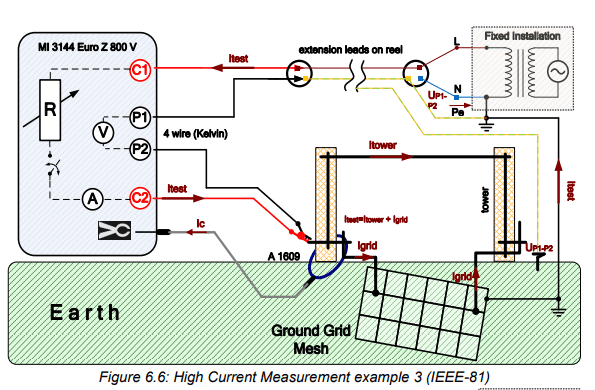 MI 3144 Euro Z 800 V
Fixed Installation
L
C1
Itest
extension leads on reel
N
UP1-
P2
Pe
R
P1
V
4 wire (Kelvin)
P2
Itower
tower
Itest
A
C2
Itest
Itest=Itower + Igrid
Ic
Igrid
UP1-P2
A 1609
Igrid
Earth
Ground Grid
Mesh
Figure 6.6: High Current Measurement example 3 (IEEE-81)